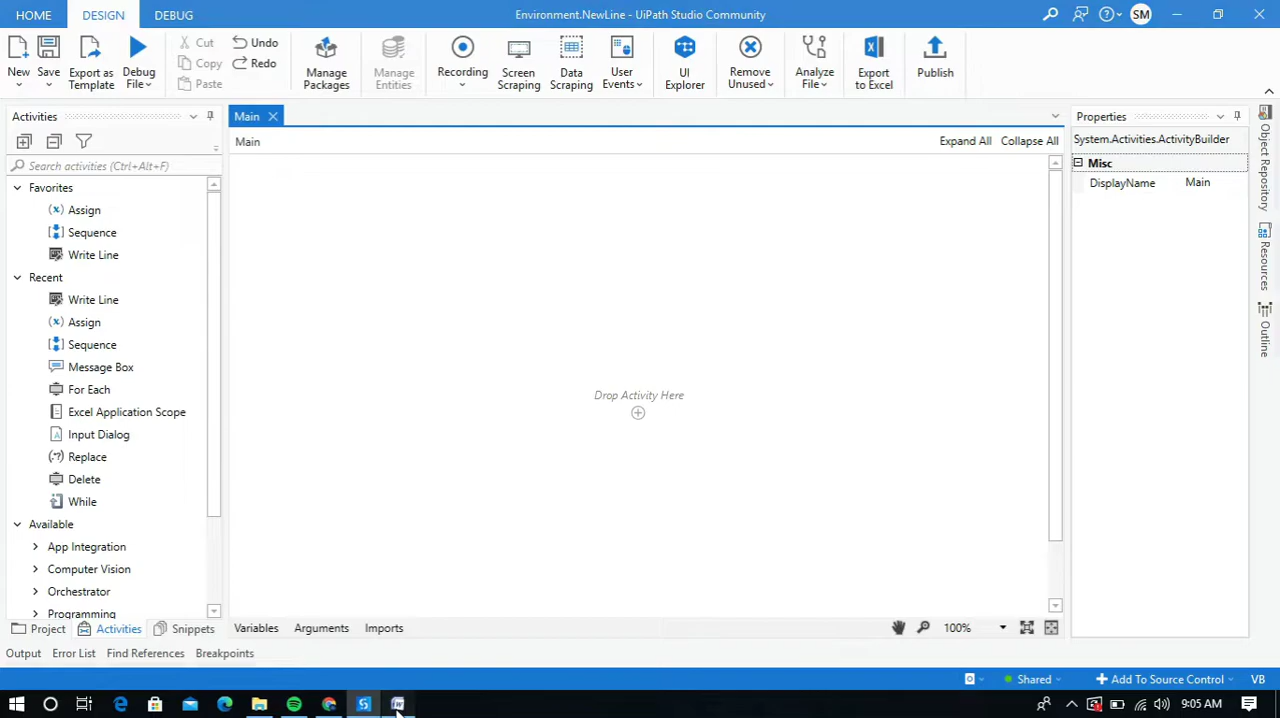 HOME DESIGN DEBUG
Environment.NewLine - UiPath Studio Community
SM
New
Save
Export as Template
Debug File
Cut
Copy
Paste
Undo
Redo
Manage Packages
Manage Entities
Recording
Screen Scraping
Data Scraping
User Events
UI Explorer
Remove Unused
Analyze File
Export to Excel
Publish
Activities
Search activities (Ctrl+Alt+F)
Favorites
Assign
Sequence
Write Line
Recent
Write Line
Assign
Sequence
Message Box
For Each
Excel Application Scope
Input Dialog
Replace
Delete
While
Available
App Integration
Computer Vision
Orchestrator
Programming
Project Activities Snippets
Main
Main
Expand All Collapse All
Drop Activity Here
Variables Arguments Imports
100%
Properties
System.Activities.ActivityBuilder
Misc
DisplayName Main
Object Repository
Resources
Outline
Output Error List Find References Breakpoints
Shared
Add To Source Control
VB
9:05 AM